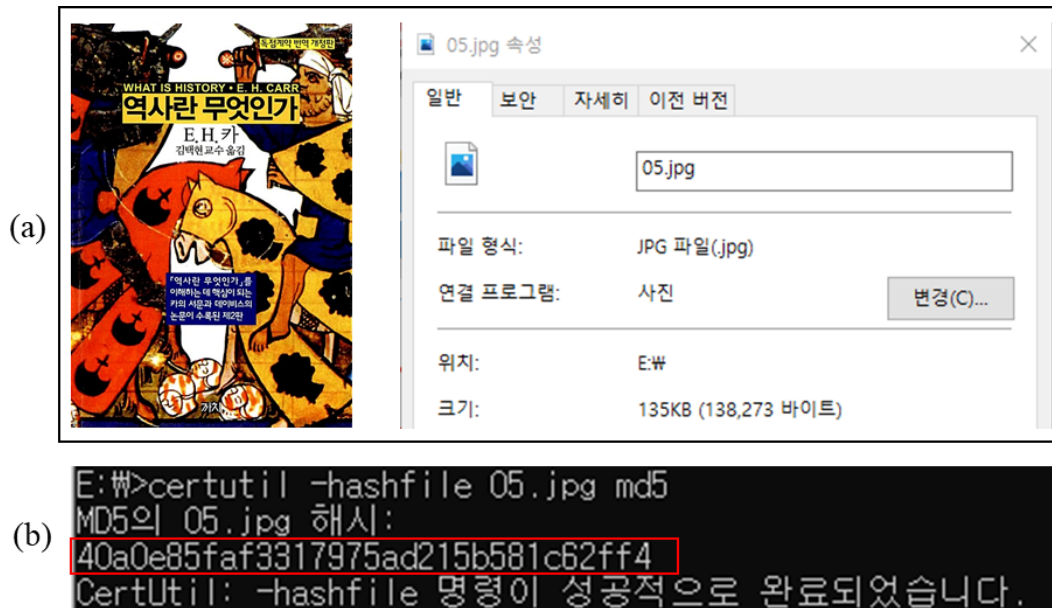 (a)
독점계약 번역 개정판
WHAT IS HISTORY • E. H. CARR
역사란 무엇인가
E. H. 카
김택현교수 옮김
『역사란 무엇인가』를
이해하는 데 핵심이 되는
카의 서문과 데이비스의
논문이 수록된 제2판
까치
05.jpg 속성
일반 보안 자세히 이전 버전
05.jpg
파일 형식: JPG 파일(.jpg)
연결 프로그램: 사진 변경(C)...
위치: E:₩
크기: 135KB (138,273 바이트)
(b)
E:₩>certutil -hashfile 05.jpg md5
MD5의 05.jpg 해시:
40a0e85faf3317975ad215b581c62ff4
CertUtil: -hashfile 명령이 성공적으로 완료되었습니다.